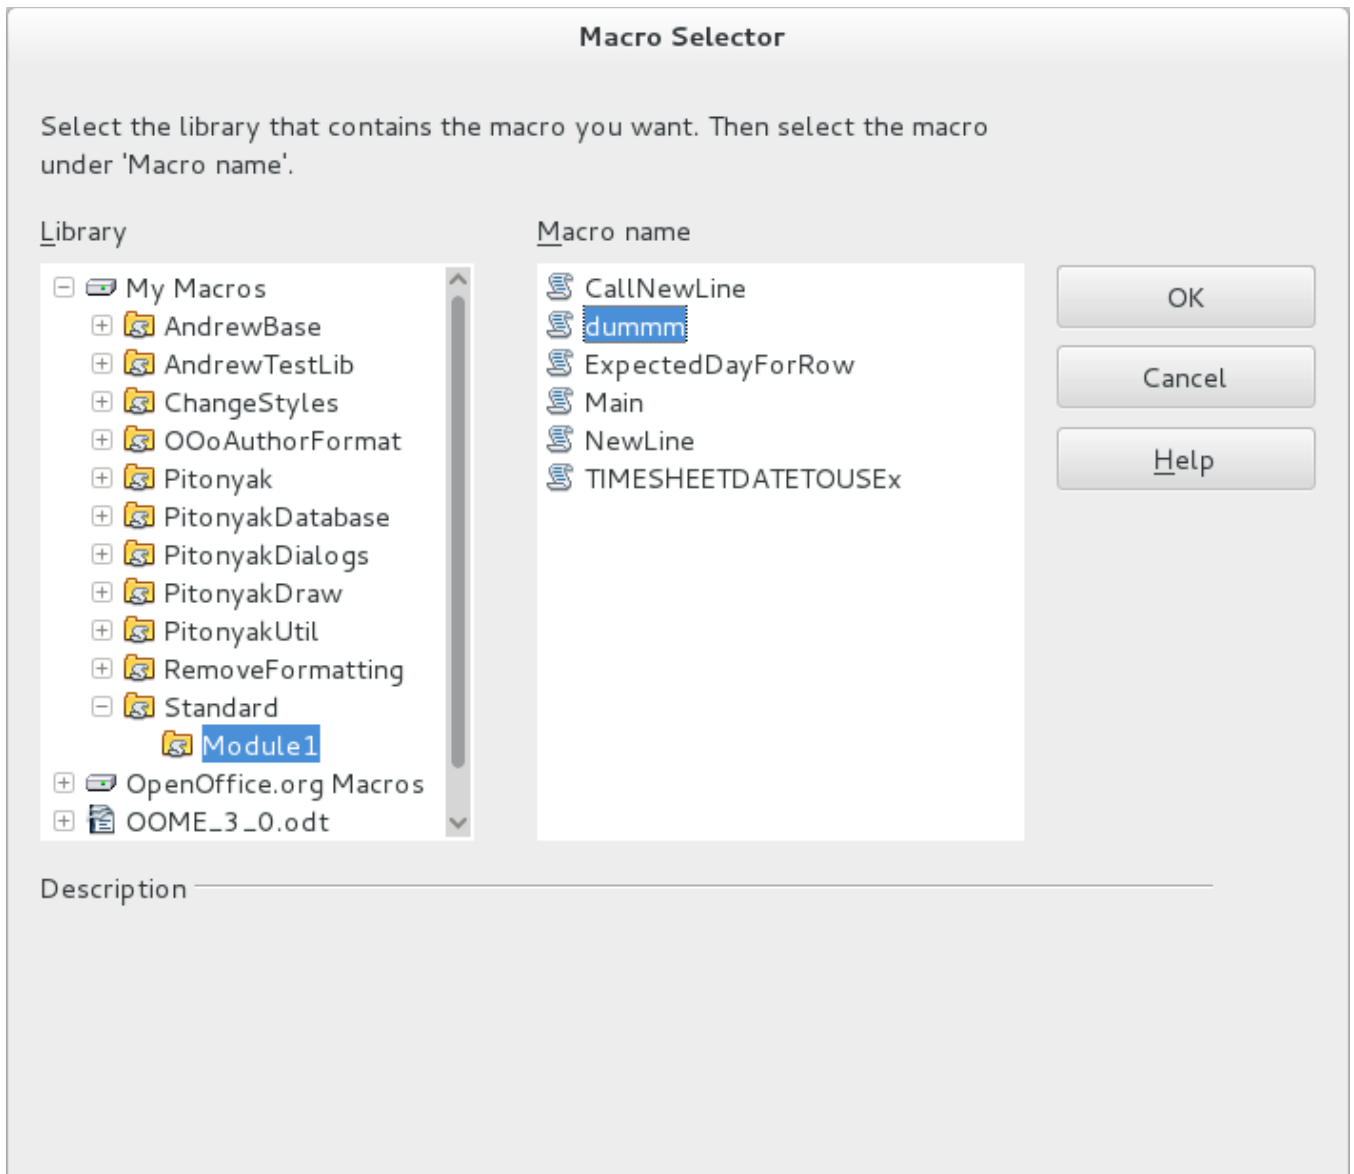 Macro Selector
Select the library that contains the macro you want. Then select the macro
under 'Macro name'.
Library
My Macros
AndrewBase
AndrewTestLib
ChangeStyles
OOoAuthorFormat
Pitonyak
PitonyakDatabase
PitonyakDialogs
PitonyakDraw
PitonyakUtil
RemoveFormatting
Standard
Module1
OpenOffice.org Macros
OOME_3_0.odt
Macro name
CallNewLine
dummm
ExpectedDayForRow
Main
NewLine
TIMESHEETDATETOUSEx
OK
Cancel
Help
Description